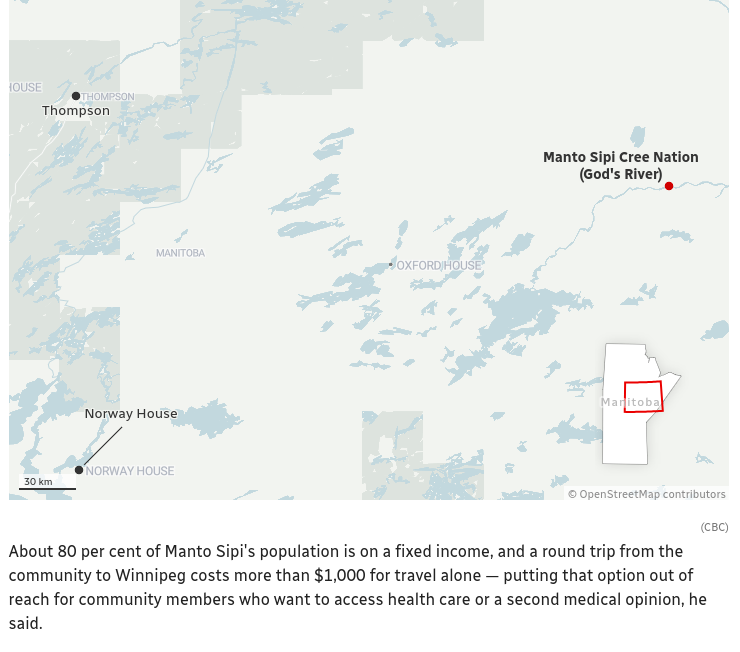 HOUSE
THOMPSON
Thompson
Manto Sipi Cree Nation
(God's River)
MANITOBA
OXFORD HOUSE
Manitoba
Norway House
NORWAY HOUSE
30 km
© OpenStreetMap contributors
(CBC)
About 80 per cent of Manto Sipi's population is on a fixed income, and a round trip from the
community to Winnipeg costs more than $1,000 for travel alone — putting that option out of
reach for community members who want to access health care or a second medical opinion, he
said.